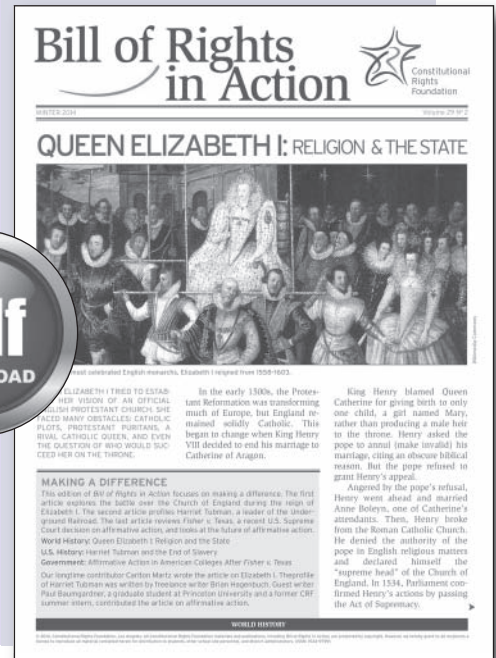 Bill of Rights
in Action
Constitutional
Rights
Foundation
WINTER 2014
Volume 29 Nº 2
QUEEN ELIZABETH I: RELIGION & THE STATE
most celebrated English monarchs, Elizabeth I reigned from 1558-1603.
Wikimedia Commons
ELIZABETH I TRIED TO ESTAB-
HER VISION OF AN OFFICIAL
ENGLISH PROTESTANT CHURCH. SHE
FACED MANY OBSTACLES: CATHOLIC
PLOTS, PROTESTANT PURITANS, A
RIVAL CATHOLIC QUEEN, AND EVEN
THE QUESTION OF WHO WOULD SUC-
CEED HER ON THE THRONE.
In the early 1500s, the Protes-
tant Reformation was transforming
much of Europe, but England re-
mained solidly Catholic. This
began to change when King Henry
VIII decided to end his marriage to
Catherine of Aragon.
King Henry blamed Queen
Catherine for giving birth to only
one child, a girl named Mary,
rather than producing a male heir
to the throne. Henry asked the
pope to annul (make invalid) his
marriage, citing an obscure biblical
reason. But the pope refused to
grant Henry's appeal.
Angered by the pope's refusal,
Henry went ahead and married
Anne Boleyn, one of Catherine's
attendants. Then, Henry broke
from the Roman Catholic Church.
He denied the authority of the
pope in English religious matters
and declared himself the
"supreme head" of the Church of
England. In 1534, Parliament con-
firmed Henry's actions by passing
the Act of Supremacy.
MAKING A DIFFERENCE
This edition of Bill of Rights in Action focuses on making a difference. The first
article explores the battle over the Church of England during the reign of
Elizabeth I. The second article profiles Harriet Tubman, a leader of the Under-
ground Railroad. The last article reviews Fisher v. Texas, a recent U.S. Supreme
Court decision on affirmative action, and looks at the future of affirmative action.
World History: Queen Elizabeth I: Religion and the State
U.S. History: Harriet Tubman and the End of Slavery
Government: Affirmative Action in American Colleges After Fisher v. Texas
Our longtime contributor Carlton Martz wrote the article on Elizabeth I. The profile
of Harriet Tubman was written by freelance writer Brian Hagenbuch. Guest writer
Paul Baumgardner, a graduate student at Princeton University and a former CRF
summer intern, contributed the article on affirmative action.
WORLD HISTORY